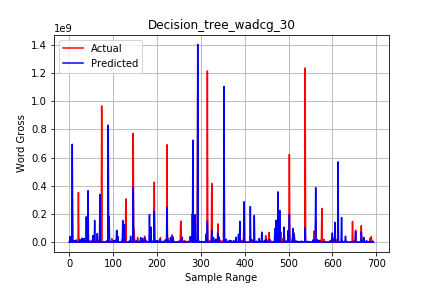 Decision_tree_wadcg_30
1e9
Actual
Predicted
1.4
1.2
1.0
0.8
0.6
0.4
0.2
0.0
Word Gross
0 100 200 300 400 500 600 700
Sample Range